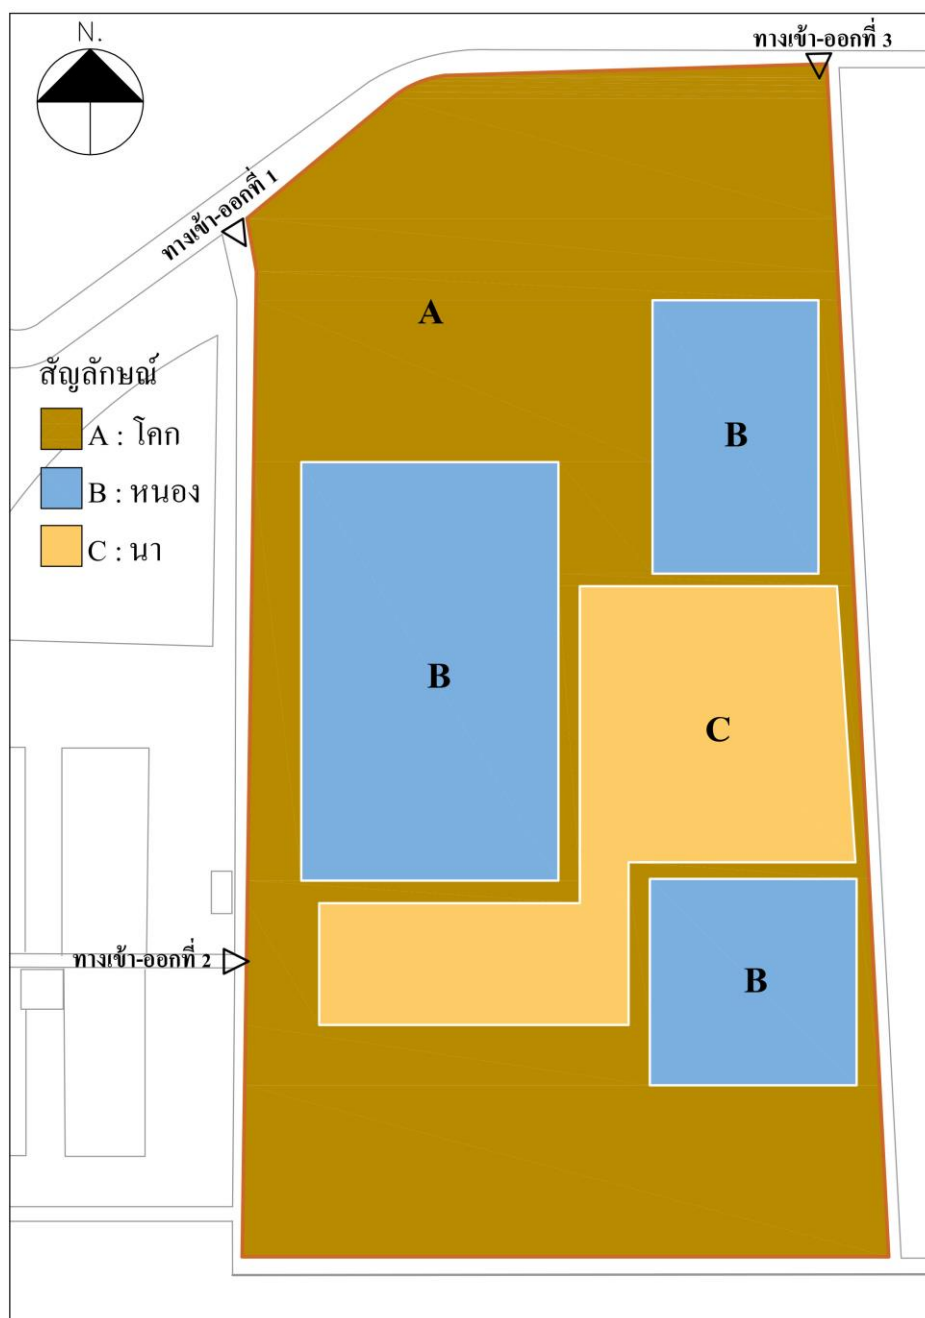 N.
ทางเข้า-ออกที่ 3
ทางเข้า-ออกที่ 1
A
สัญลักษณ์
A : โคก
B : หนอง
C : นา
B
B
C
ทางเข้า-ออกที่ 2
B